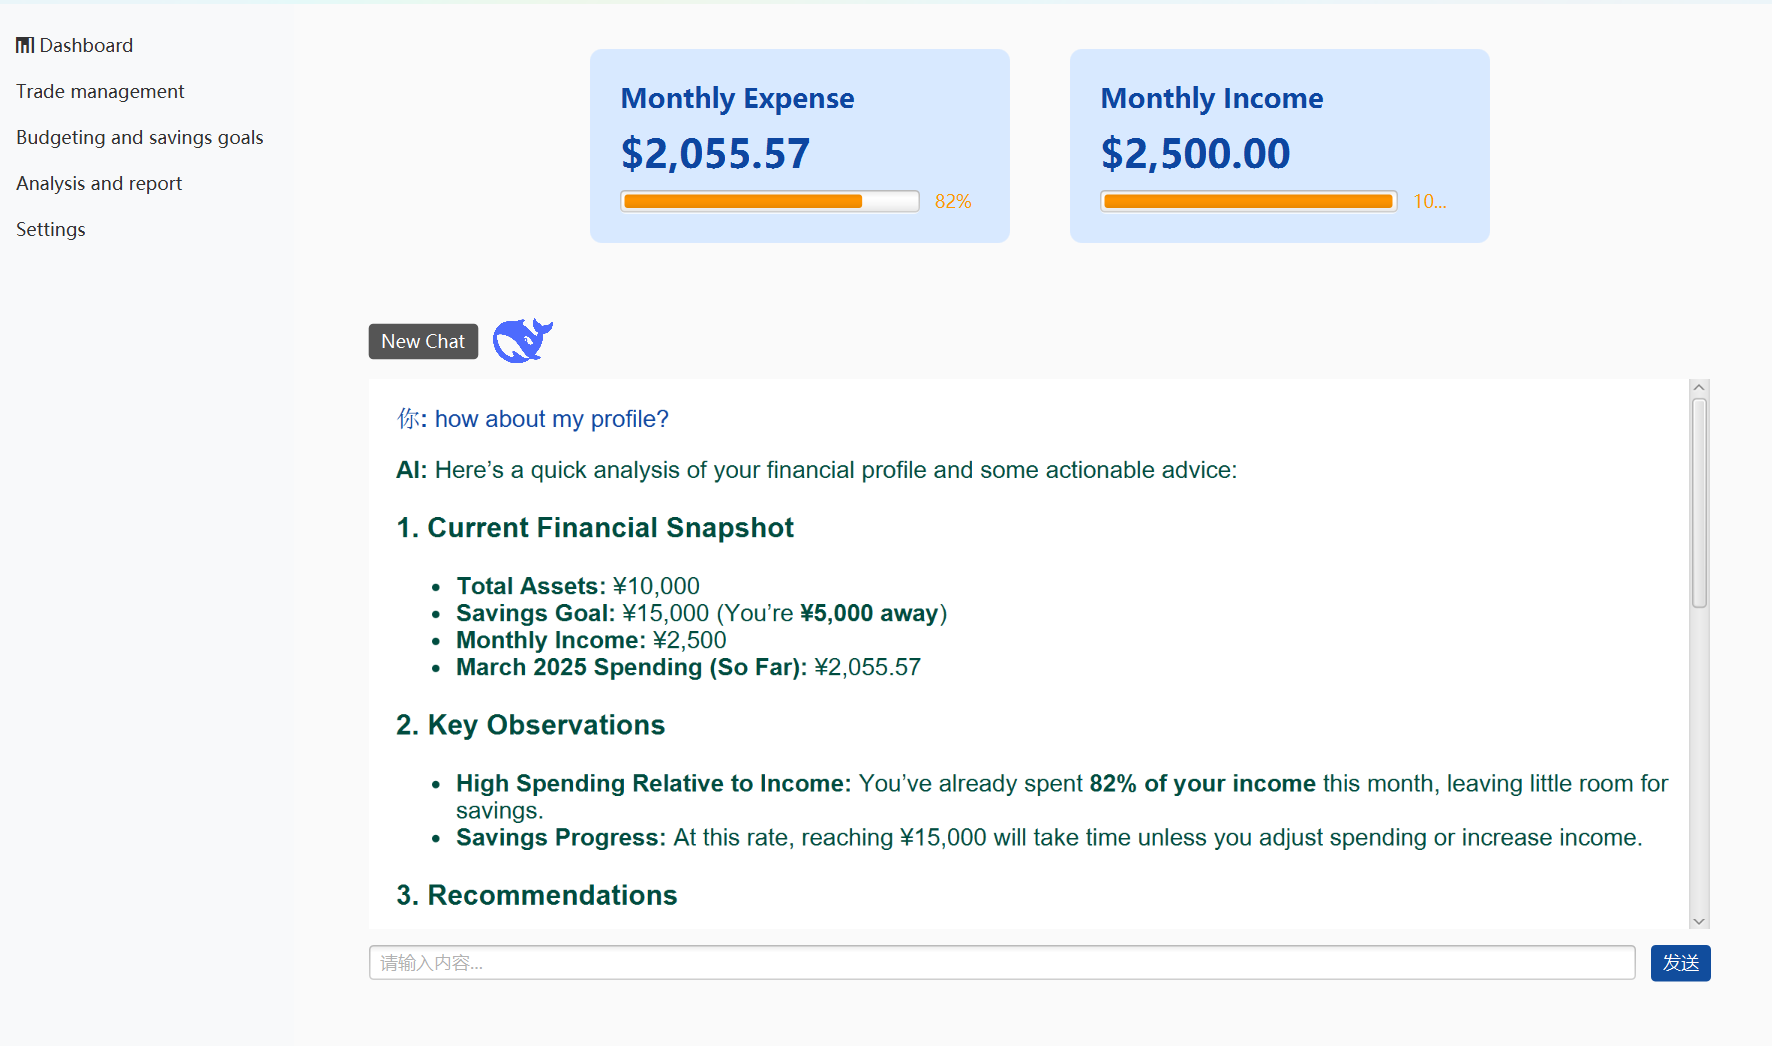 Dashboard
Trade management
Budgeting and savings goals
Analysis and report
Settings
Monthly Expense
$2,055.57
82%
Monthly Income
$2,500.00
10...
New Chat
你: how about my profile?
AI: Here’s a quick analysis of your financial profile and some actionable advice:
1. Current Financial Snapshot
• Total Assets: ¥10,000
• Savings Goal: ¥15,000 (You’re ¥5,000 away)
• Monthly Income: ¥2,500
• March 2025 Spending (So Far): ¥2,055.57
2. Key Observations
• High Spending Relative to Income: You’ve already spent 82% of your income this month, leaving little room for
savings.
• Savings Progress: At this rate, reaching ¥15,000 will take time unless you adjust spending or increase income.
3. Recommendations
请输入内容...
发送